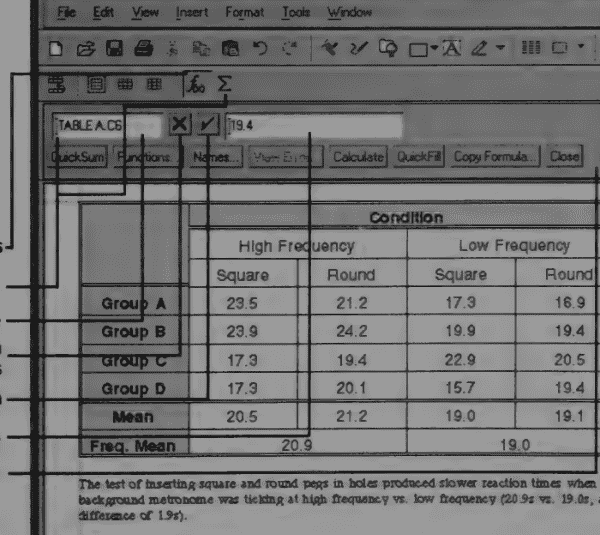 File Edit View Insert Format Tools Window
TABLE A.C6 19.4
QuickSum Functions... Names... Calculate QuickFill Copy Formula... Close
Condition
High Frequency Low Frequency
Square Round Square Round
Group A 23.5 21.2 17.3 16.9
Group B 23.9 24.2 19.9 19.4
Group C 17.3 19.4 22.9 20.5
Group D 17.3 20.1 15.7 19.4
Mean 20.5 21.2 19.0 19.1
Freq. Mean 20.9 19.0
The test of inserting square and round pegs in holes produced slower reaction times when
background metronome was ticking at high frequency vs. low frequency (20.9s vs. 19.0s, a
difference of 1.9s).